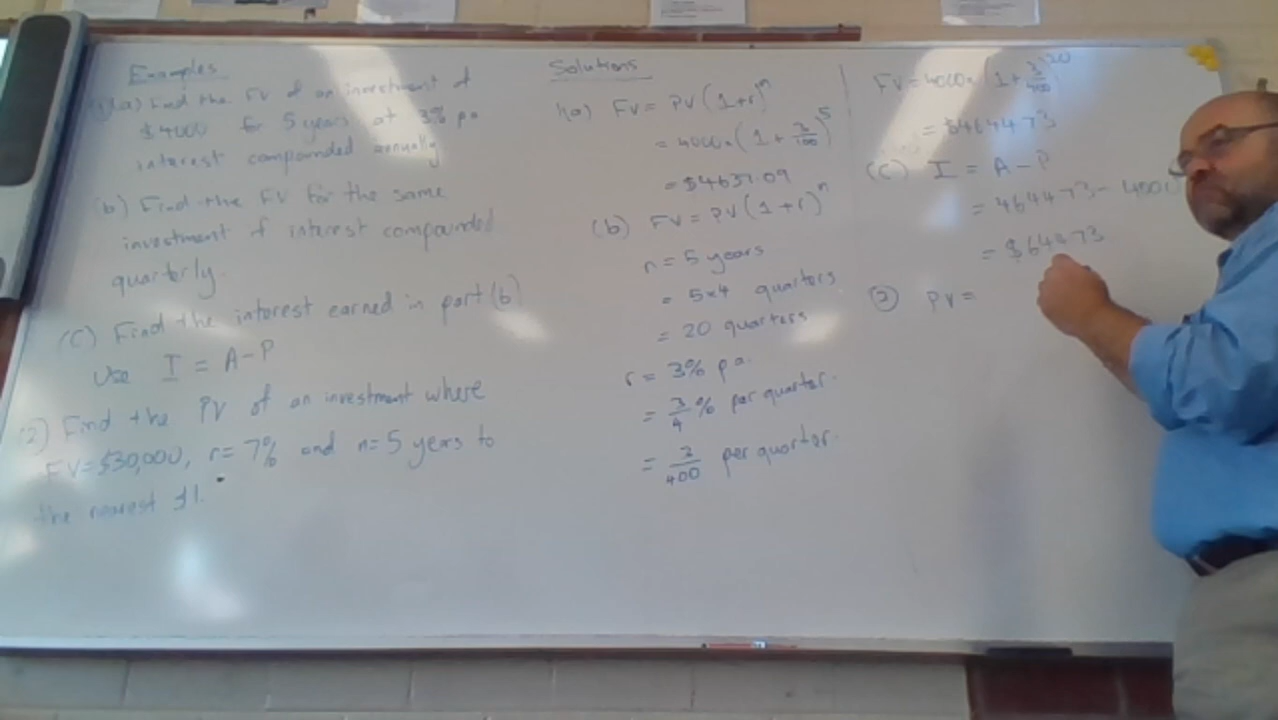 Examples
(1)(a) Find the FV of an investment of
$4000 for 5 years at 3% pa
interest compounded annually
(b) Find the FV for the same
investment if interest compounded
quarterly.
(c) Find the interest earned in part (b)
Use I = A-P
(2) Find the PV of an investment where
FV=$30,000, r=7% and n=5 years to
the nearest $1.
Solutions
1(a) FV = PV(1+r)^n
= 4000×(1+3/100)^5
= $4637.09
(b) FV = PV(1+r)^n
n = 5 years
= 5×4 quarters
= 20 quarters
r = 3% pa.
= 3/4% per quarter.
= 3/400 per quarter.
FV = 4000×(1+3/400)^20
= $4644.73
(c) I = A-P
= 4644.73 - 4000
= $644.73
(2) PV =